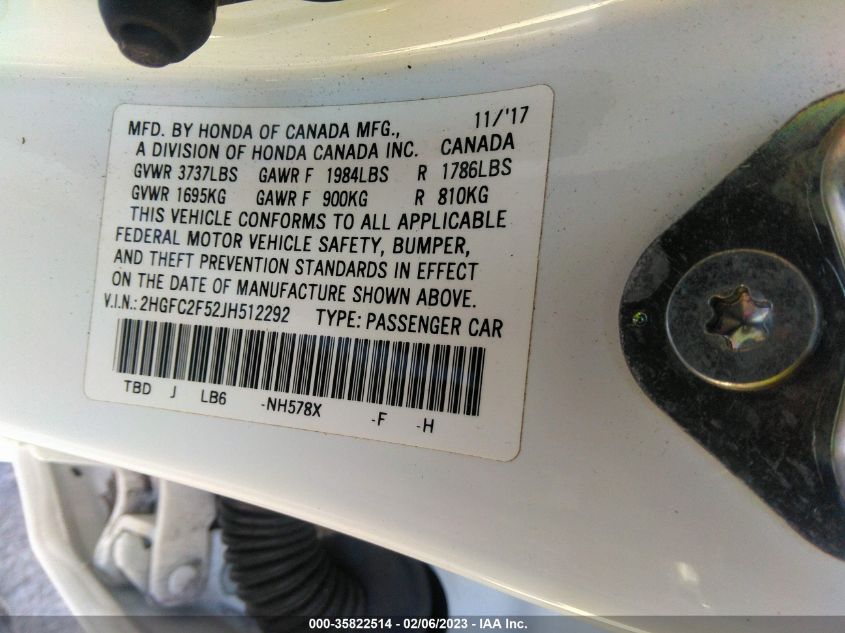 MFD. BY HONDA OF CANADA MFG., 11/'17
A DIVISION OF HONDA CANADA INC. CANADA
GVWR 3737LBS GAWR F 1984LBS R 1786LBS
GVWR 1695KG GAWR F 900KG R 810KG
THIS VEHICLE CONFORMS TO ALL APPLICABLE
FEDERAL MOTOR VEHICLE SAFETY, BUMPER,
AND THEFT PREVENTION STANDARDS IN EFFECT
ON THE DATE OF MANUFACTURE SHOWN ABOVE.
V.I.N.: 2HGFC2F52JH512292 TYPE: PASSENGER CAR
TBD J LB6 -NH578X -F -H
000-35822514 - 02/06/2023 - IAA Inc.